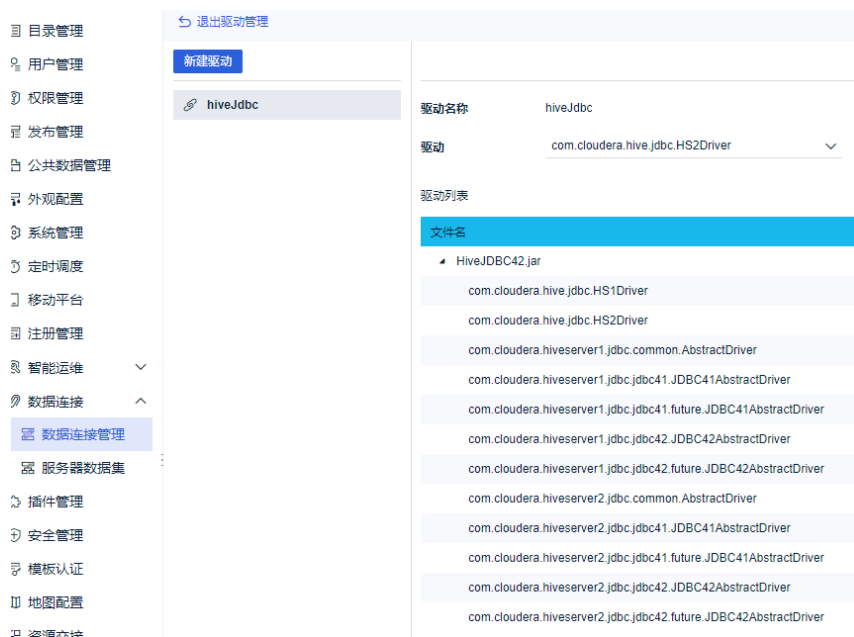 目录管理
用户管理
权限管理
发布管理
公共数据管理
外观配置
系统管理
定时调度
移动平台
注册管理
智能运维
数据连接
数据连接管理
服务器数据集
插件管理
安全管理
模板认证
地图配置
资源交接
退出驱动管理
新建驱动
hiveJdbc
驱动名称 hiveJdbc
驱动 com.cloudera.hive.jdbc.HS2Driver
驱动列表
文件名
HiveJDBC42.jar
com.cloudera.hive.jdbc.HS1Driver
com.cloudera.hive.jdbc.HS2Driver
com.cloudera.hiveserver1.jdbc.common.AbstractDriver
com.cloudera.hiveserver1.jdbc.jdbc41.JDBC41AbstractDriver
com.cloudera.hiveserver1.jdbc.jdbc41.future.JDBC41AbstractDriver
com.cloudera.hiveserver1.jdbc.jdbc42.JDBC42AbstractDriver
com.cloudera.hiveserver1.jdbc.jdbc42.future.JDBC42AbstractDriver
com.cloudera.hiveserver2.jdbc.common.AbstractDriver
com.cloudera.hiveserver2.jdbc.jdbc41.JDBC41AbstractDriver
com.cloudera.hiveserver2.jdbc.jdbc41.future.JDBC41AbstractDriver
com.cloudera.hiveserver2.jdbc.jdbc42.JDBC42AbstractDriver
com.cloudera.hiveserver2.jdbc.jdbc42.future.JDBC42AbstractDriver